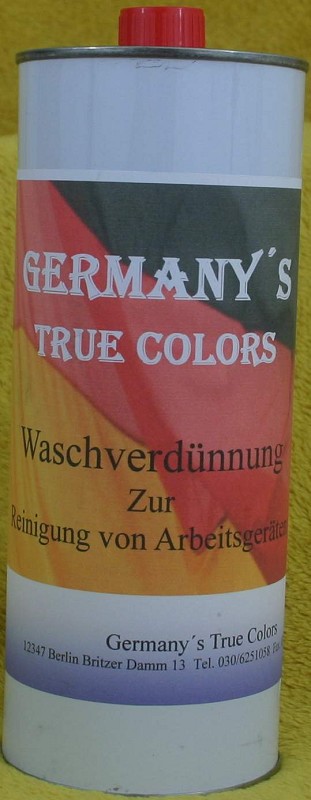 GERMANY´S
TRUE COLORS
Waschverdünnung
Zur
Reinigung von Arbeitsgeräten
Germany´s True Colors
12347 Berlin Britzer Damm 13 Tel. 030/6251058 Fax